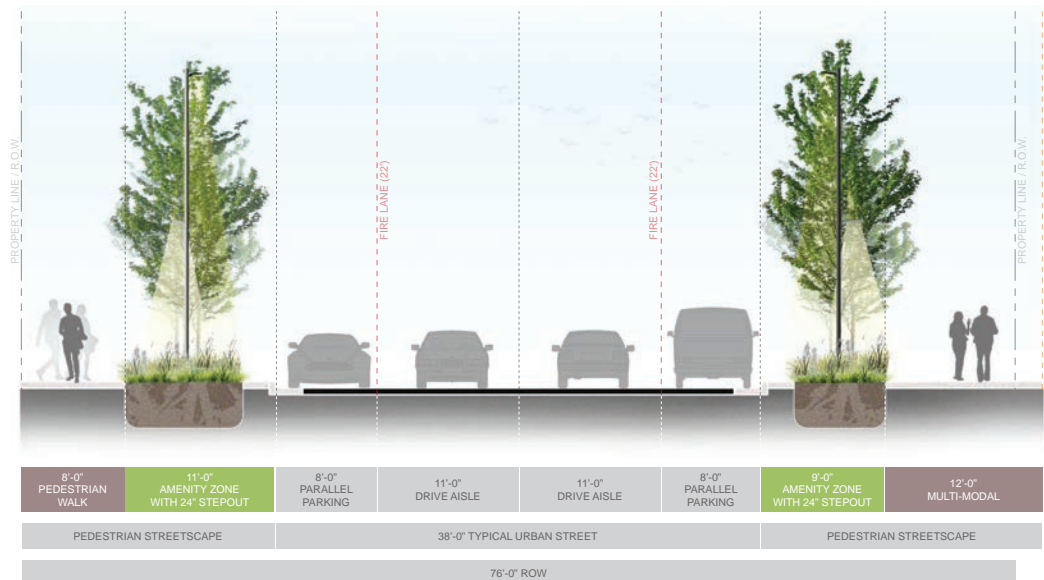 PROPERTY LINE / R.O.W.
FIRE LANE (22')
FIRE LANE (22')
PROPERTY LINE / R.O.W.
8'-0"
PEDESTRIAN
WALK
11'-0"
AMENITY ZONE
WITH 24" STEPOUT
8'-0"
PARALLEL
PARKING
11'-0"
DRIVE AISLE
11'-0"
DRIVE AISLE
8'-0"
PARALLEL
PARKING
9'-0"
AMENITY ZONE
WITH 24" STEPOUT
12'-0"
MULTI-MODAL
PEDESTRIAN STREETSCAPE
38'-0" TYPICAL URBAN STREET
PEDESTRIAN STREETSCAPE
76'-0" ROW